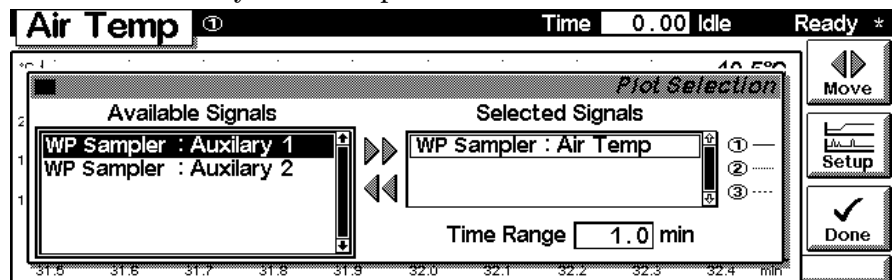 Air Temp ① Time 0.00 Idle Ready *
Plot Selection
Move
Available Signals Selected Signals
2
WP Sampler : Auxilary 1 WP Sampler : Air Temp ①
WP Sampler : Auxilary 2 ②
1
Setup
1 ③
Time Range 1.0 min
Done
31.5 31.6 31.7 31.8 31.9 32.0 32.1 32.2 32.3 32.4 min